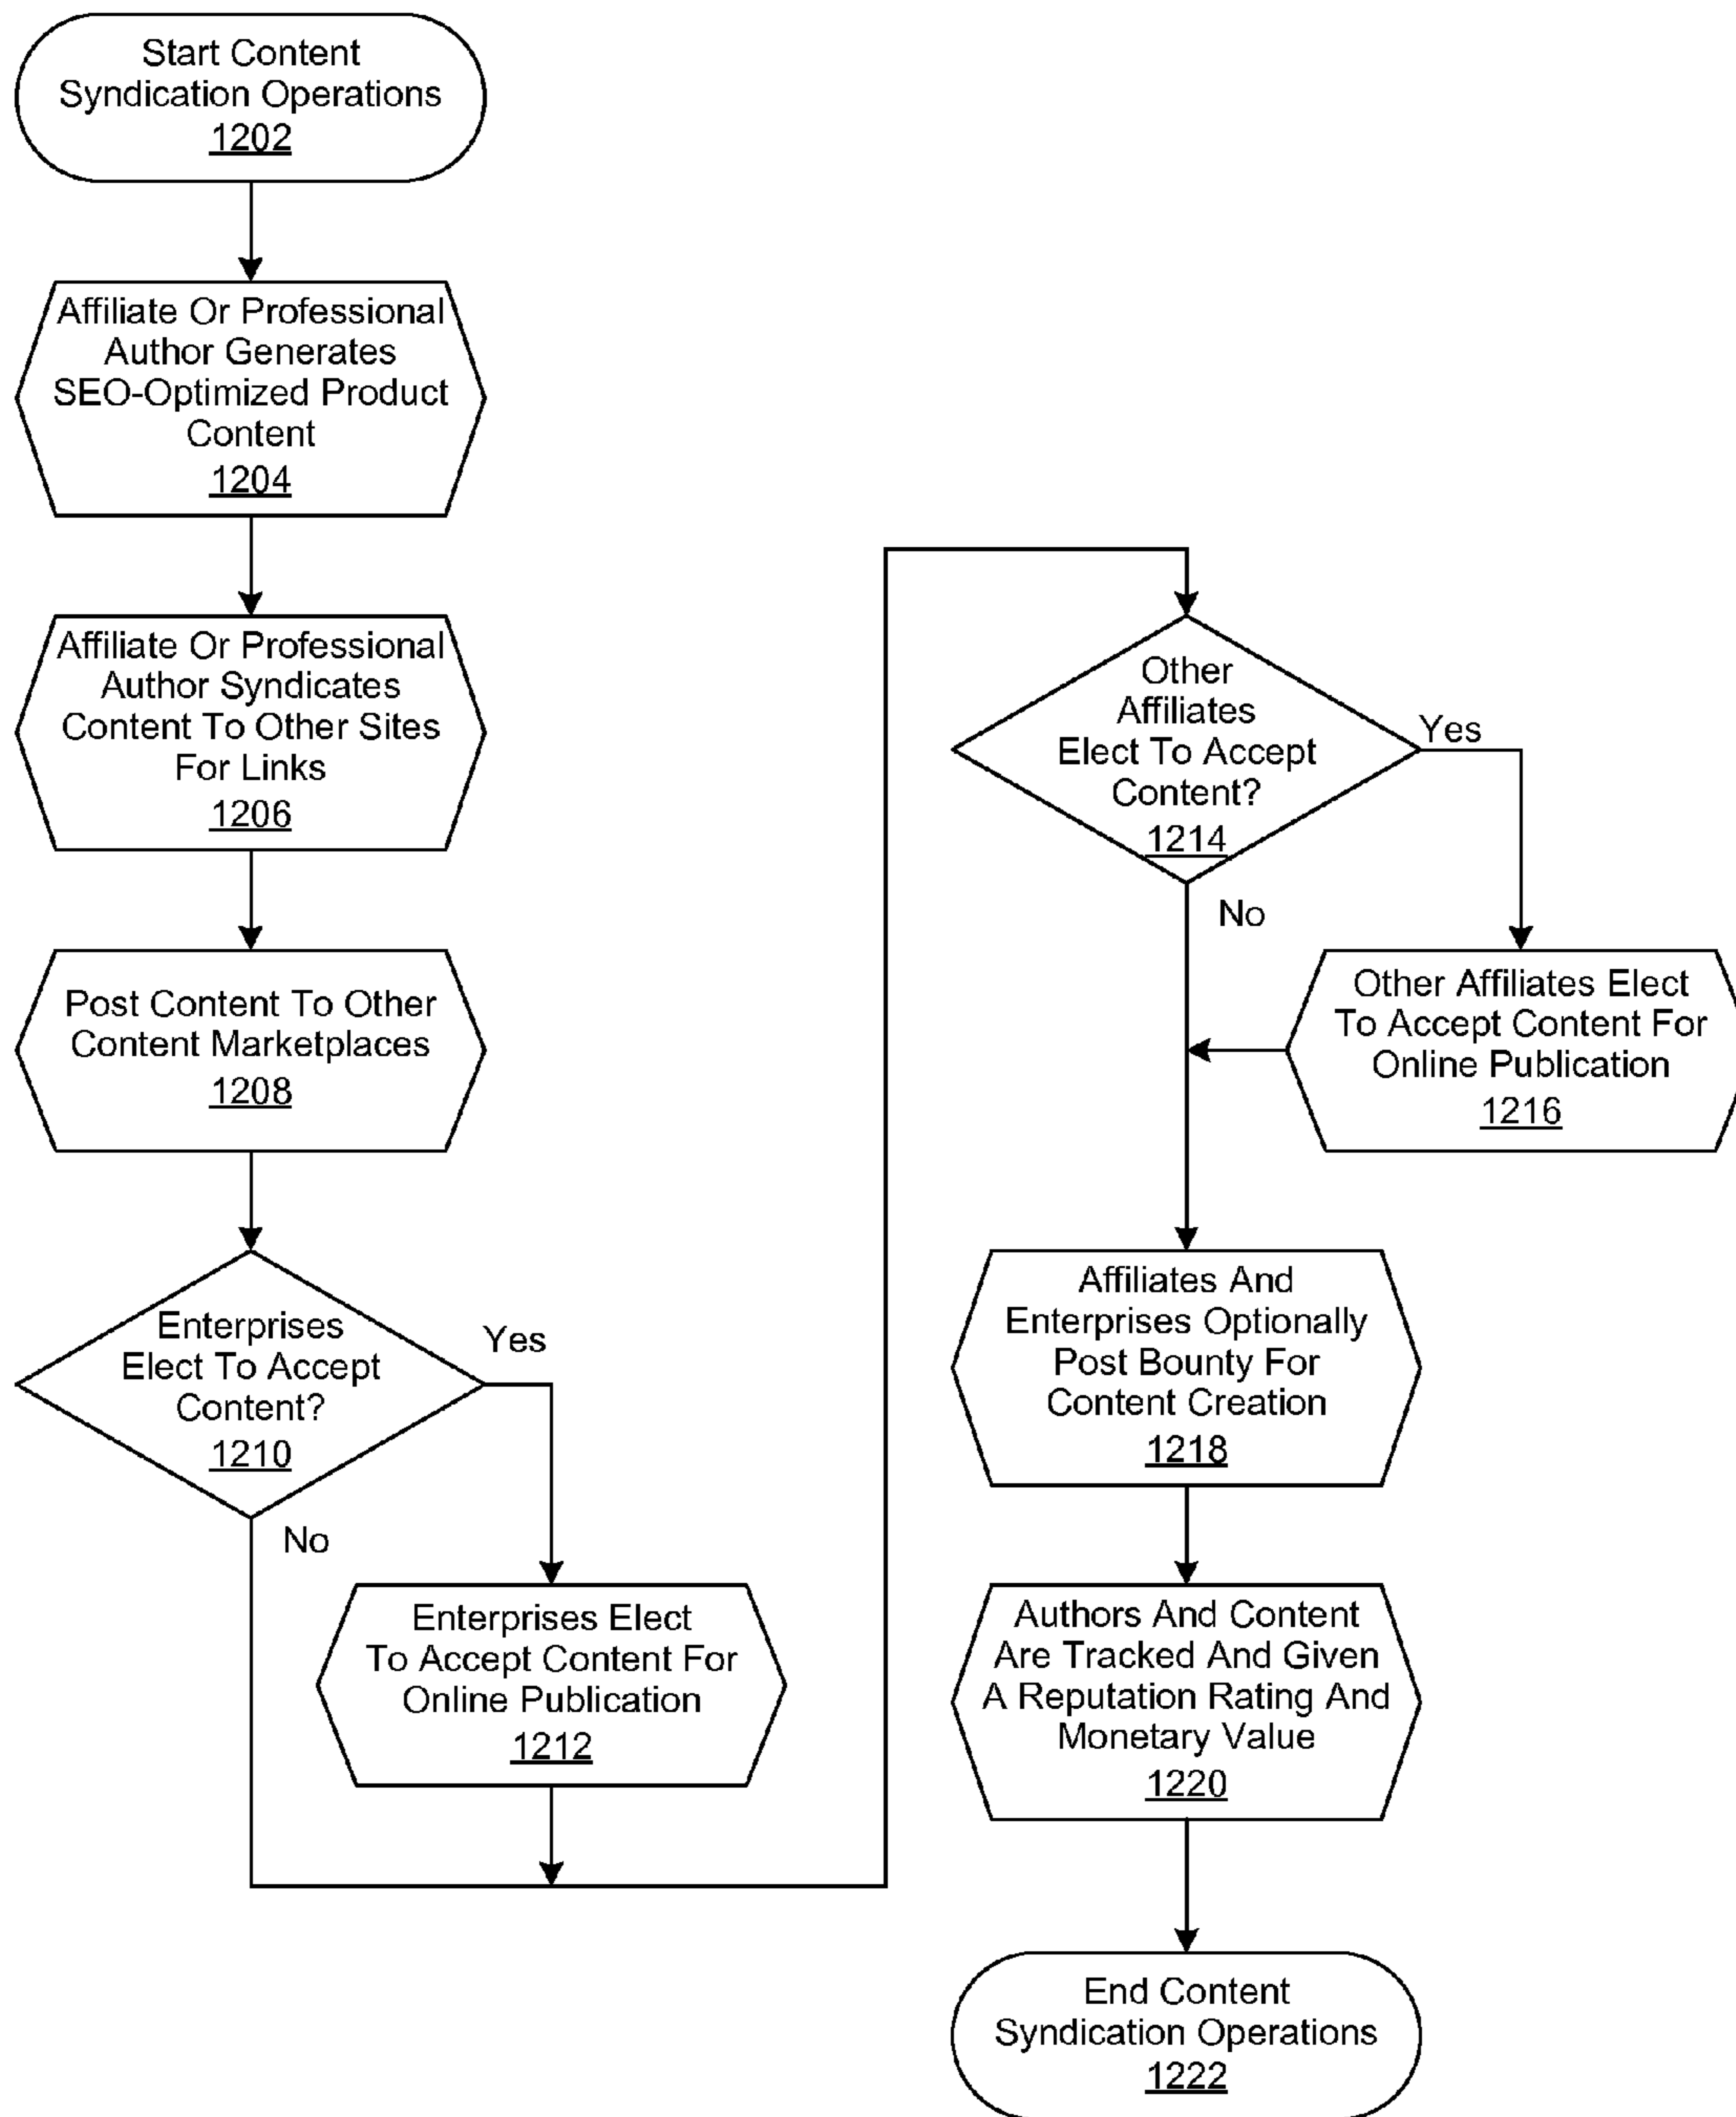 Start Content
Syndication Operations
1202
Affiliate Or Professional
Author Generates
SEO-Optimized Product
Content
1204
Affiliate Or Professional
Author Syndicates
Content To Other Sites
For Links
1206
Post Content To Other
Content Marketplaces
1208
Enterprises
Elect To Accept
Content?
1210
Yes
No
Enterprises Elect
To Accept Content For
Online Publication
1212
Other
Affiliates
Elect To Accept
Content?
1214
Yes
No
Other Affiliates Elect
To Accept Content For
Online Publication
1216
Affiliates And
Enterprises Optionally
Post Bounty For
Content Creation
1218
Authors And Content
Are Tracked And Given
A Reputation Rating And
Monetary Value
1220
End Content
Syndication Operations
1222